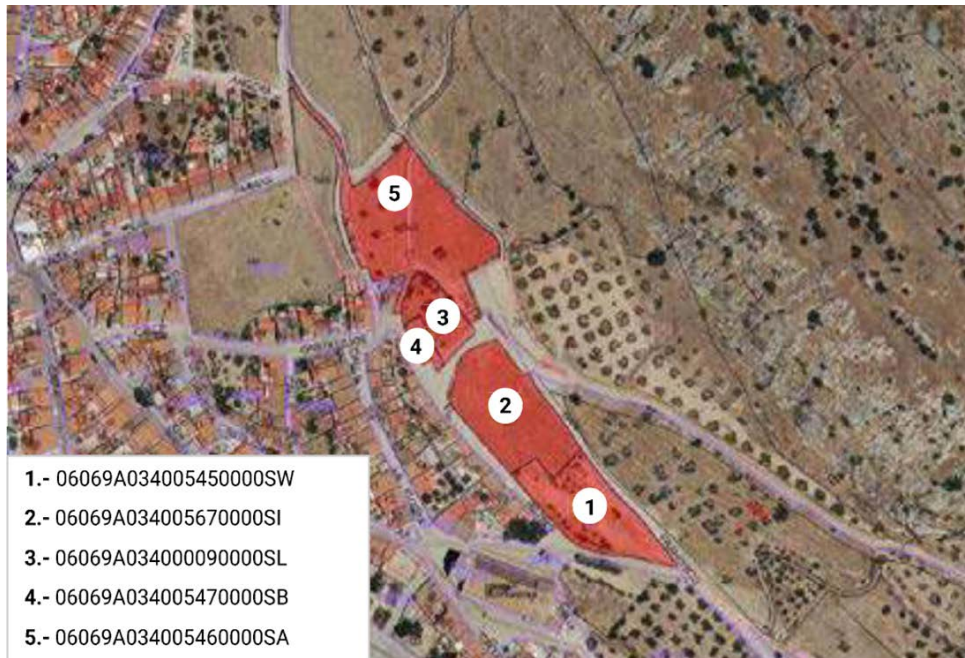 5
3
4
2
1
1.- 06069A034005450000SW
2.- 06069A034005670000SI
3.- 06069A034000090000SL
4.- 06069A034005470000SB
5.- 06069A034005460000SA